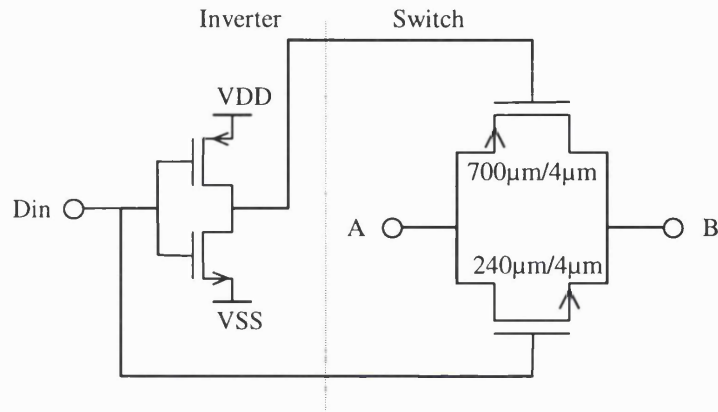 Inverter
Switch
VDD
700µm/4µm
Din
A
B
240µm/4µm
VSS